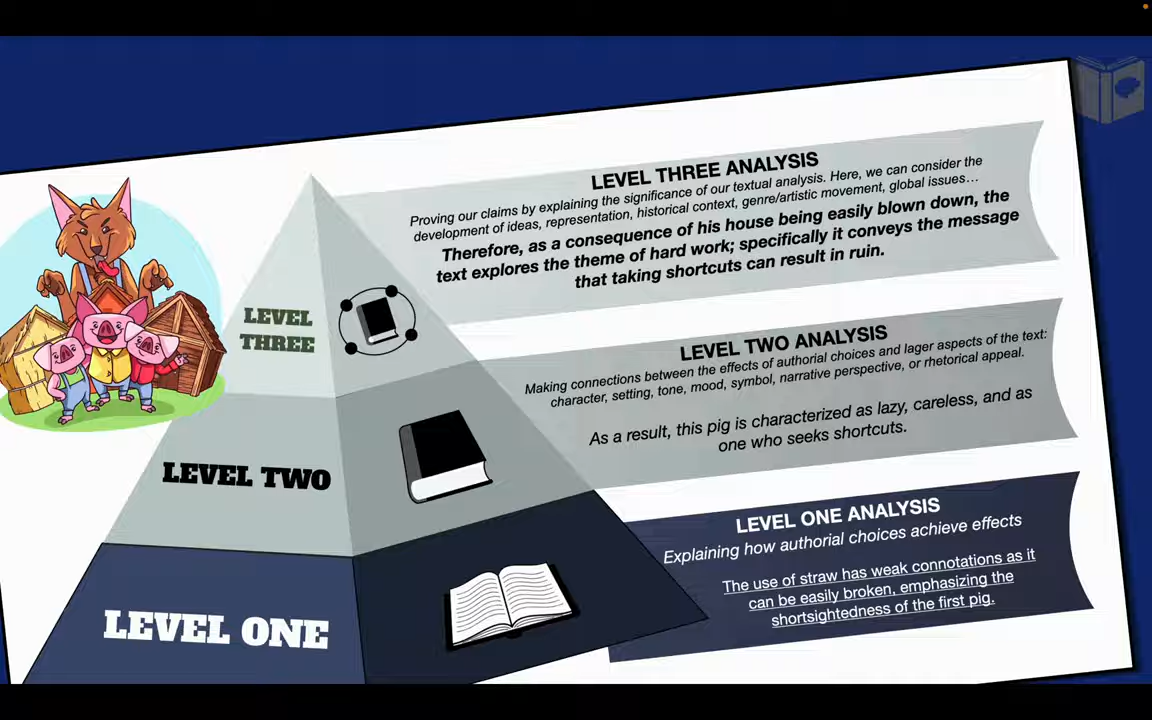 LEVEL THREE ANALYSIS
Proving our claims by explaining the significance of our textual analysis. Here, we can consider the
development of ideas, representation, historical context, genre/artistic movement, global issues…
Therefore, as a consequence of his house being easily blown down, the
text explores the theme of hard work; specifically it conveys the message
that taking shortcuts can result in ruin.
LEVEL
THREE
LEVEL TWO ANALYSIS
Making connections between the effects of authorial choices and lager aspects of the text:
character, setting, tone, mood, symbol, narrative perspective, or rhetorical appeal.
As a result, this pig is characterized as lazy, careless, and as
one who seeks shortcuts.
LEVEL TWO
LEVEL ONE ANALYSIS
Explaining how authorial choices achieve effects
The use of straw has weak connotations as it
can be easily broken, emphasizing the
shortsightedness of the first pig.
LEVEL ONE